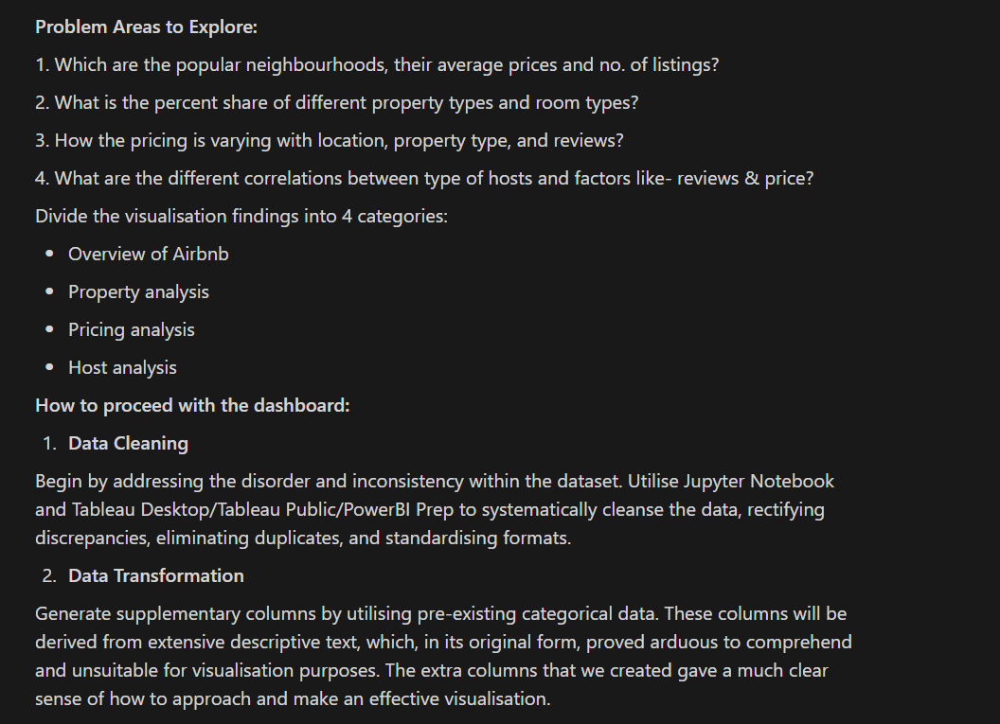 Problem Areas to Explore:
1. Which are the popular neighbourhoods, their average prices and no. of listings?
2. What is the percent share of different property types and room types?
3. How the pricing is varying with location, property type, and reviews?
4. What are the different correlations between type of hosts and factors like- reviews & price?
Divide the visualisation findings into 4 categories:
• Overview of Airbnb
• Property analysis
• Pricing analysis
• Host analysis
How to proceed with the dashboard:
1. Data Cleaning
Begin by addressing the disorder and inconsistency within the dataset. Utilise Jupyter Notebook
and Tableau Desktop/Tableau Public/PowerBI Prep to systematically cleanse the data, rectifying
discrepancies, eliminating duplicates, and standardising formats.
2. Data Transformation
Generate supplementary columns by utilising pre-existing categorical data. These columns will be
derived from extensive descriptive text, which, in its original form, proved arduous to comprehend
and unsuitable for visualisation purposes. The extra columns that we created gave a much clear
sense of how to approach and make an effective visualisation.